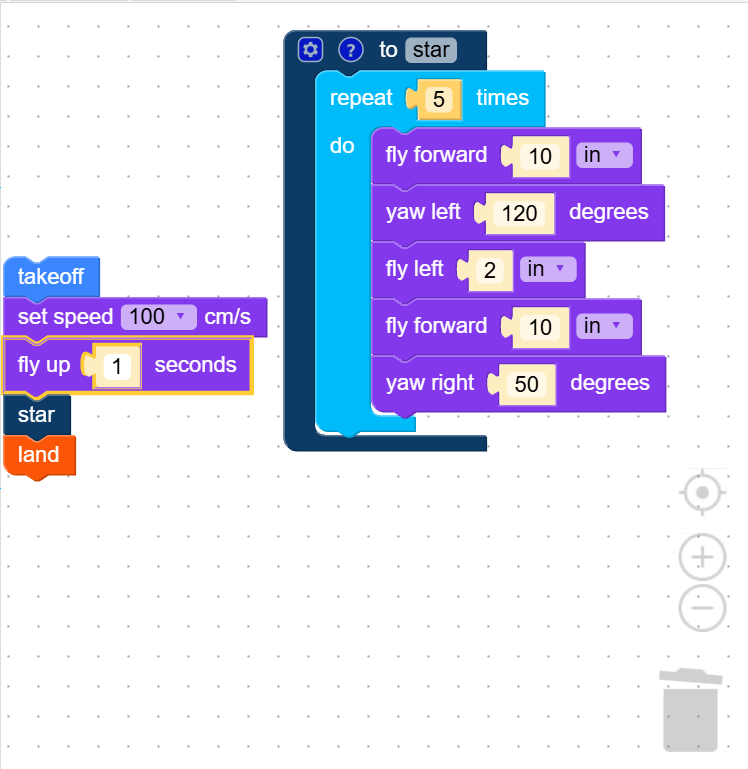 ? to star
repeat 5 times
do
fly forward 10 in
yaw left 120 degrees
fly left 2 in
fly forward 10 in
yaw right 50 degrees
takeoff
set speed 100 cm/s
fly up 1 seconds
star
land